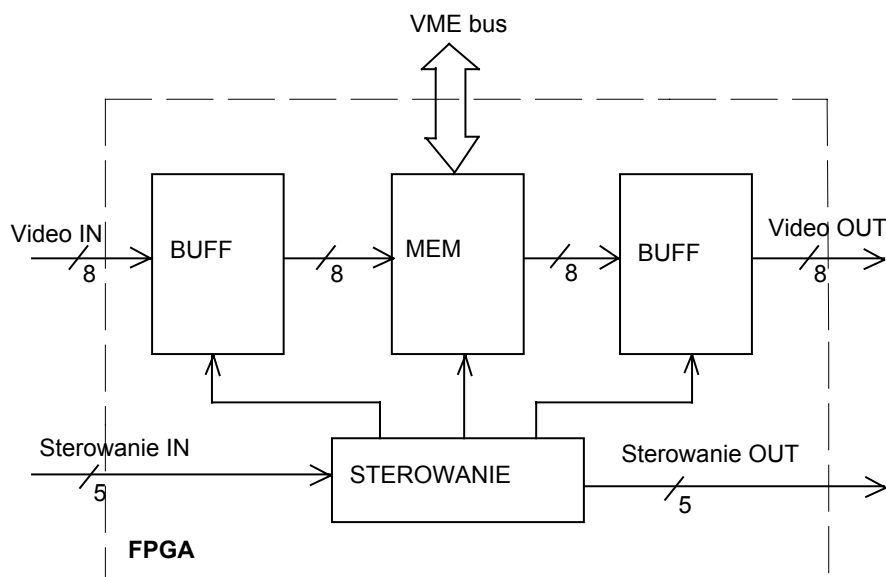 VME bus
Video IN
8
BUFF
8
MEM
8
BUFF
Video OUT
8
Sterowanie IN
5
STEROWANIE
Sterowanie OUT
5
FPGA